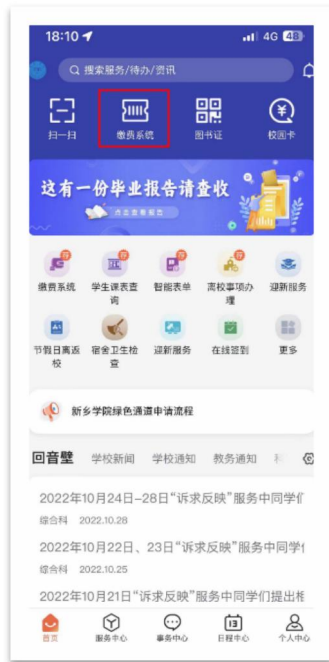 18:10
4G 48
搜索服务/待办/资讯
扫一扫 缴费系统 图书证 校园卡
这有一份毕业报告请查收
点击查看报告
荐 荐 荐 荐
缴费系统 学生课表查询 智能表单 离校事项办理 迎新服务
节假日离返校 宿舍卫生检查 迎新服务 在线签到 更多
新乡学院绿色通道申请流程
回音壁 学校新闻 学校通知 教务通知
2022年10月24日-28日“诉求反映”服务中同学们
综合科 2022.10.28
2022年10月22日、23日“诉求反映”服务中同学们
综合科 2022.10.25
2022年10月21日“诉求反映”服务中同学们提出相
首页 服务中心 事务中心 日程中心 个人中心
13